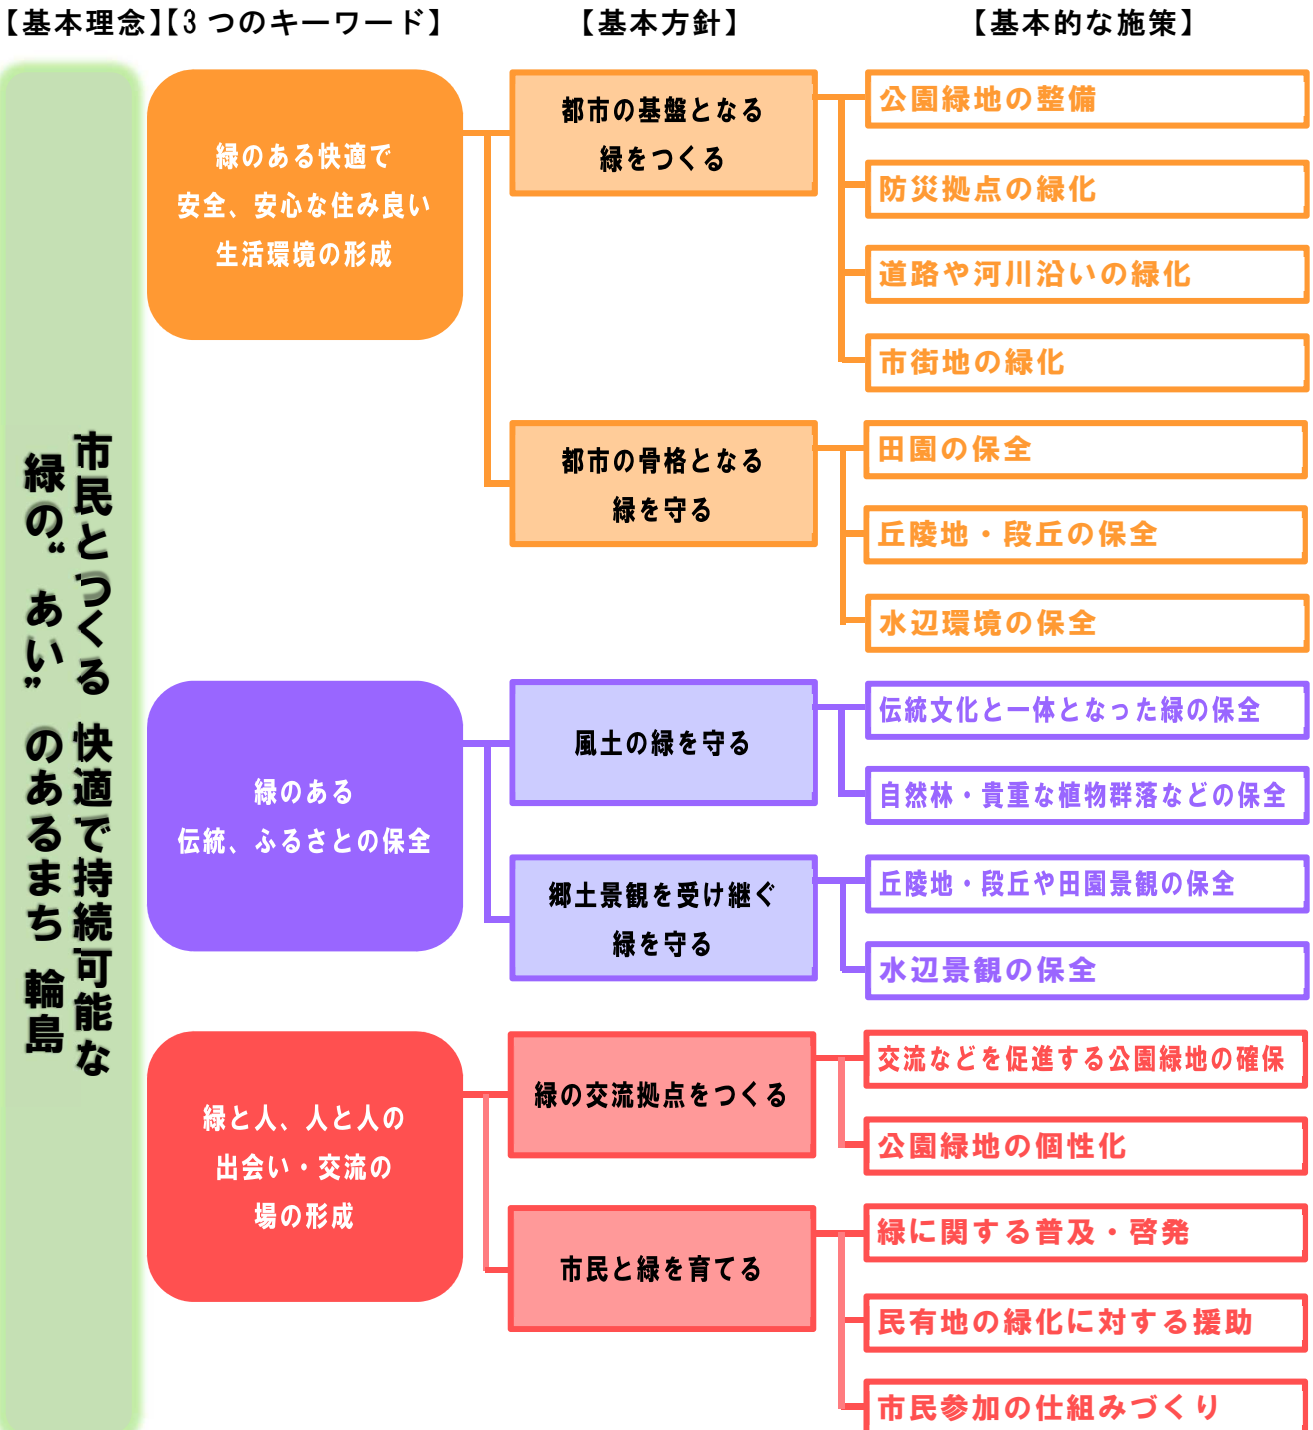 【基本理念】【3つのキーワード】
【基本方針】
【基本的な施策】
市民とつくる 快適で持続可能な
緑の“あい”のあるまち 輪島
緑のある快適で
安全、安心な住み良い
生活環境の形成
都市の基盤となる
緑をつくる
公園緑地の整備
防災拠点の緑化
道路や河川沿いの緑化
市街地の緑化
都市の骨格となる
緑を守る
田園の保全
丘陵地・段丘の保全
水辺環境の保全
緑のある
伝統、ふるさとの保全
風土の緑を守る
伝統文化と一体となった緑の保全
自然林・貴重な植物群落などの保全
郷土景観を受け継ぐ
緑を守る
丘陵地・段丘や田園景観の保全
水辺景観の保全
緑と人、人と人の
出会い・交流の
場の形成
緑の交流拠点をつくる
交流などを促進する公園緑地の確保
公園緑地の個性化
市民と緑を育てる
緑に関する普及・啓発
民有地の緑化に対する援助
市民参加の仕組みづくり